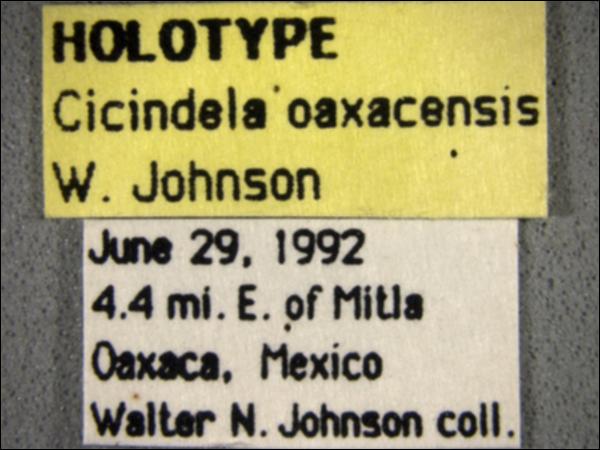 HOLOTYPE
Cicindela oaxacensis
W. Johnson
June 29, 1992
4.4 mi. E. of Mitla
Oaxaca, Mexico
Walter N. Johnson coll.